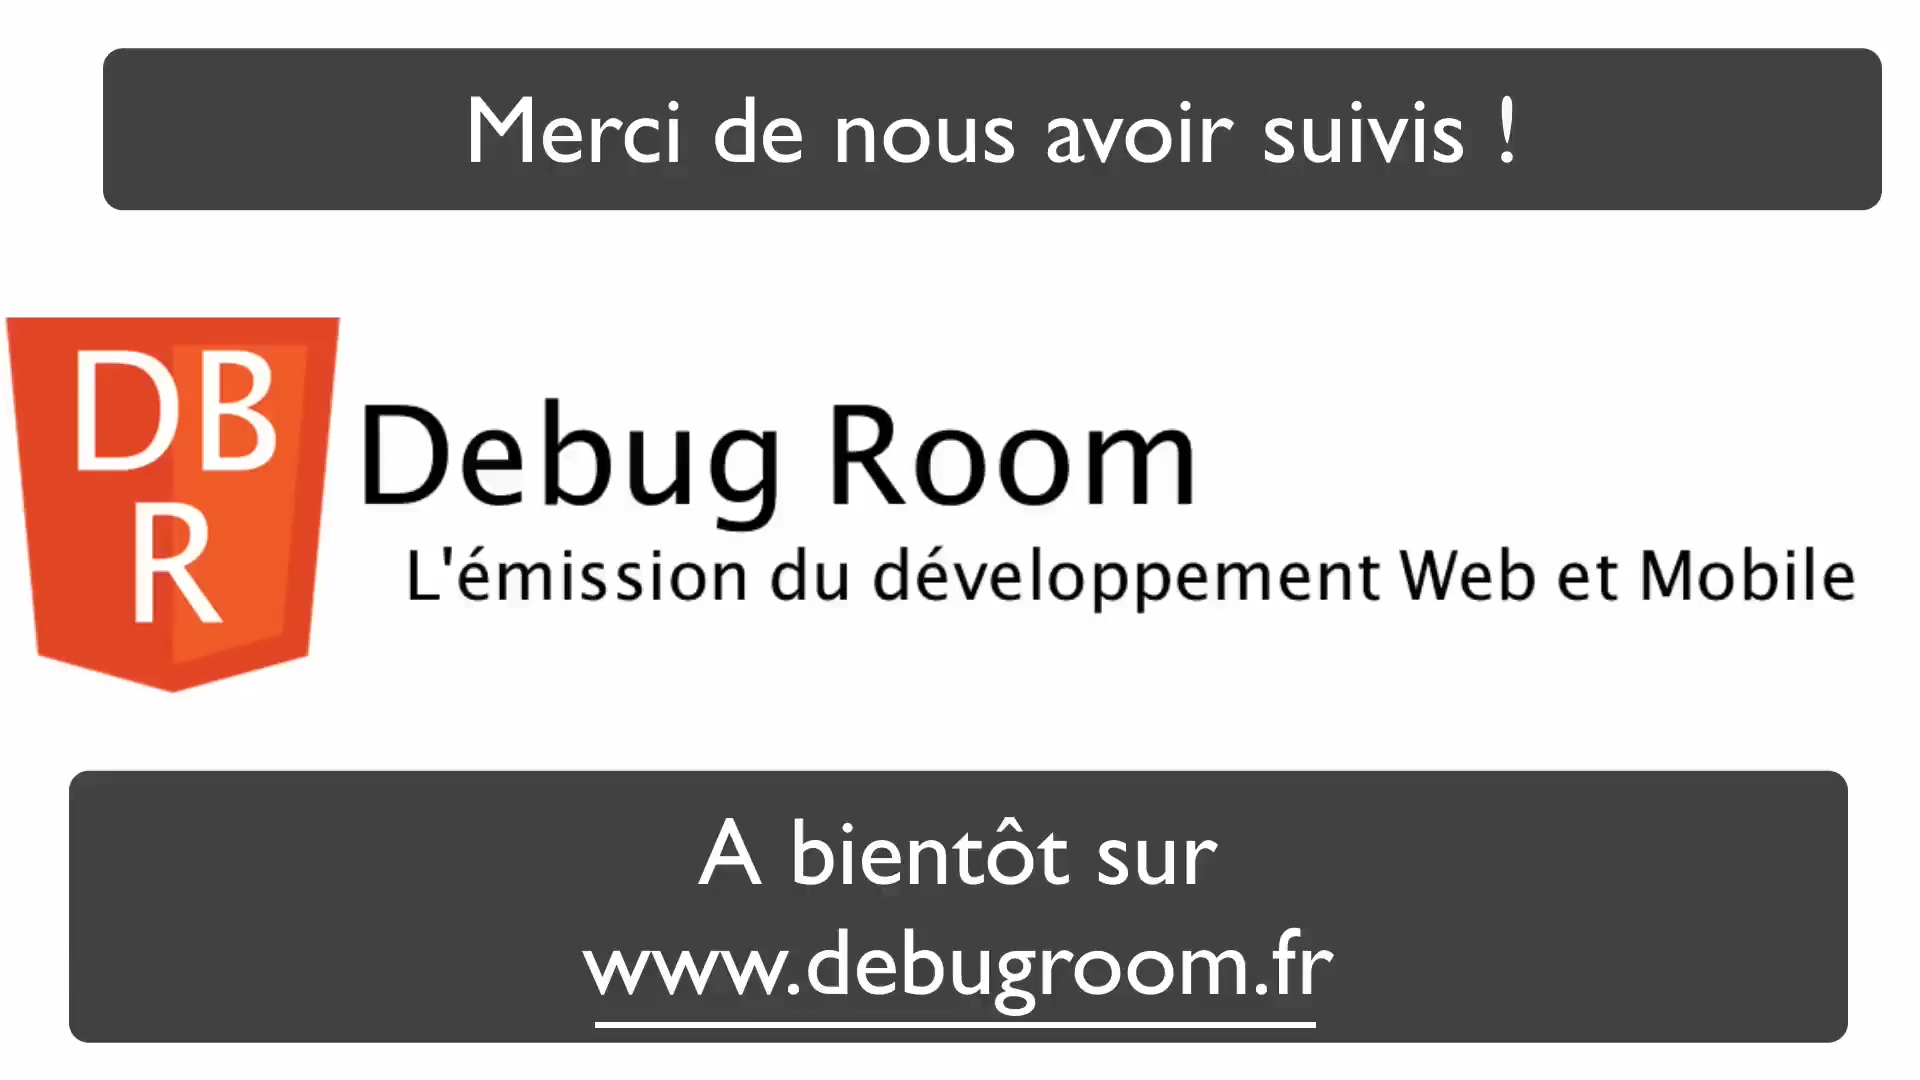 Merci de nous avoir suivis !
DB
R
Debug Room
L'émission du développement Web et Mobile
A bientôt sur
www.debugroom.fr